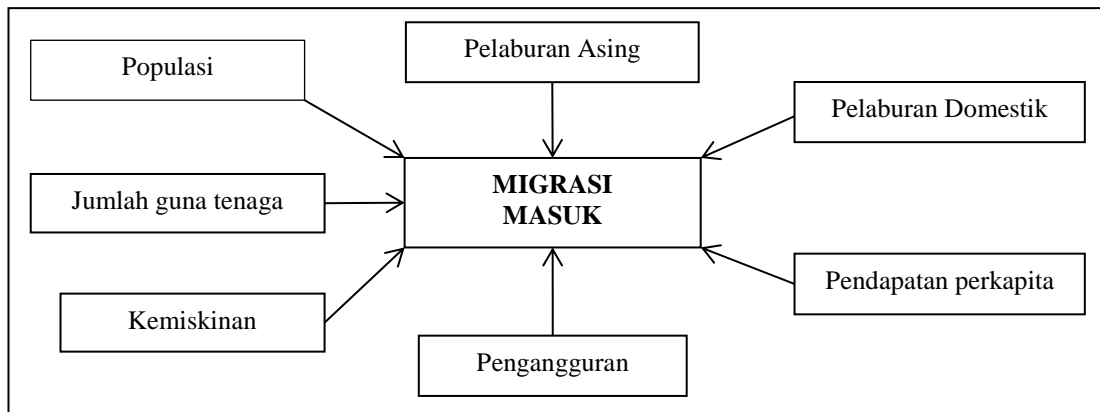 Populasi
Pelaburan Asing
Pelaburan Domestik
Jumlah guna tenaga
MIGRASI
MASUK
Kemiskinan
Pengangguran
Pendapatan perkapita